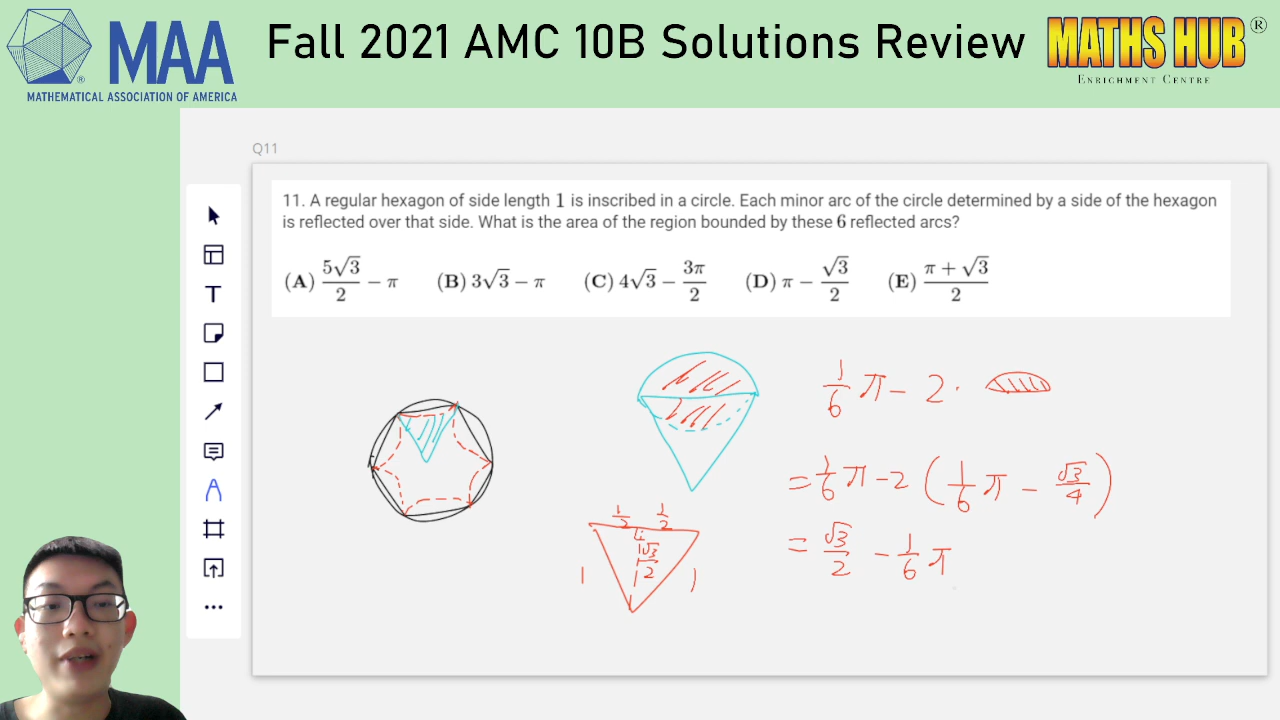 MAA
MATHEMATICAL ASSOCIATION OF AMERICA
Fall 2021 AMC 10B Solutions Review
MATHS HUB®
ENRICHMENT CENTRE
Q11
11. A regular hexagon of side length 1 is inscribed in a circle. Each minor arc of the circle determined by a side of the hexagon
is reflected over that side. What is the area of the region bounded by these 6 reflected arcs?
(A) 5√3/2 − π (B) 3√3 − π (C) 4√3 − 3π/2 (D) π − √3/2 (E) π + √3/2
1/6 π − 2 ·
= 1/6 π − 2 (1/6 π − √3/4)
= √3/2 − 1/6 π
1/2 1/2
√3/2
1 1
T